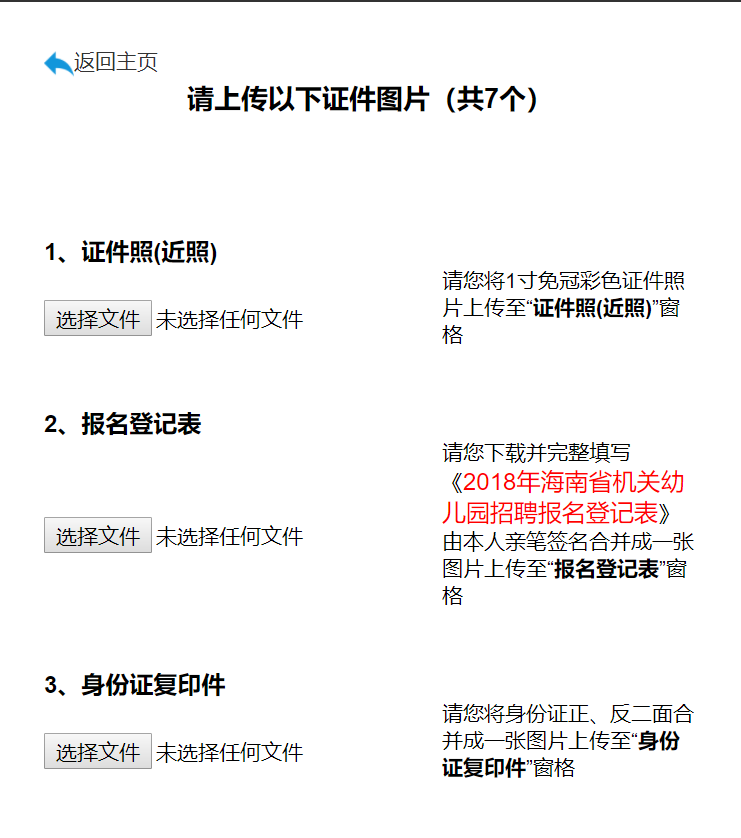 返回主页
请上传以下证件图片（共7个）
1、证件照(近照)
请您将1寸免冠彩色证件照
片上传至“证件照(近照)”窗
格
选择文件 未选择任何文件
2、报名登记表
请您下载并完整填写
《2018年海南省机关幼
儿园招聘报名登记表》
由本人亲笔签名合并成一张
图片上传至“报名登记表”窗
格
选择文件 未选择任何文件
3、身份证复印件
请您将身份证正、反二面合
并成一张图片上传至“身份
证复印件”窗格
选择文件 未选择任何文件